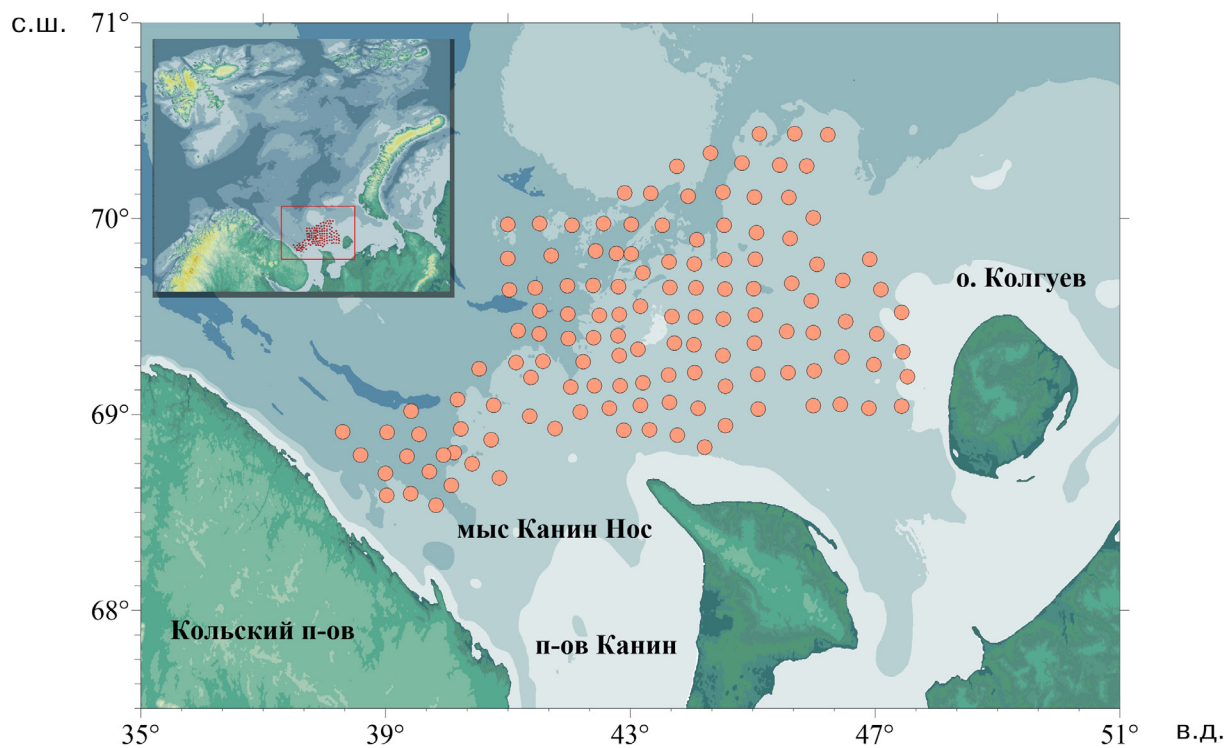 с.ш.
71°
70°
о. Колгуев
69°
мыс Канин Нос
68°
Кольский п-ов
п-ов Канин
35°
39°
43°
47°
51°
в.д.